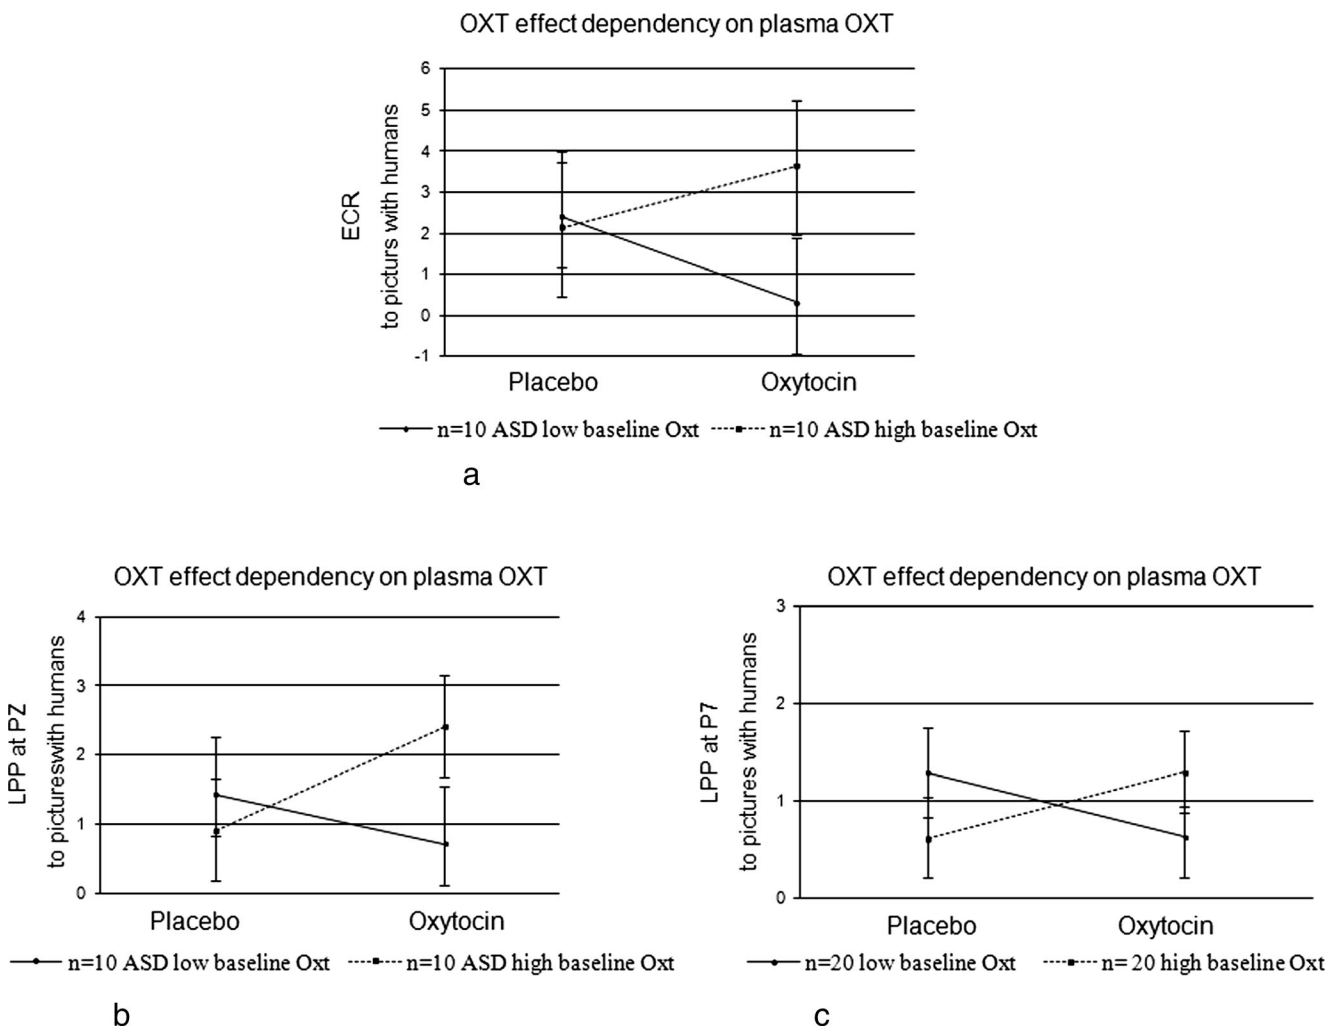 OXT effect dependency on plasma OXT
ECR
to picturs with humans
6
5
4
3
2
1
0
-1
Placebo
Oxytocin
n=10 ASD low baseline Oxt
n=10 ASD high baseline Oxt
a
OXT effect dependency on plasma OXT
LPP at PZ
to pictureswith humans
4
3
2
1
0
Placebo
Oxytocin
n=10 ASD low baseline Oxt
n=10 ASD high baseline Oxt
b
OXT effect dependency on plasma OXT
LPP at P7
to pictures with humans
3
2
1
0
Placebo
Oxytocin
n=20 low baseline Oxt
n= 20 high baseline Oxt
c